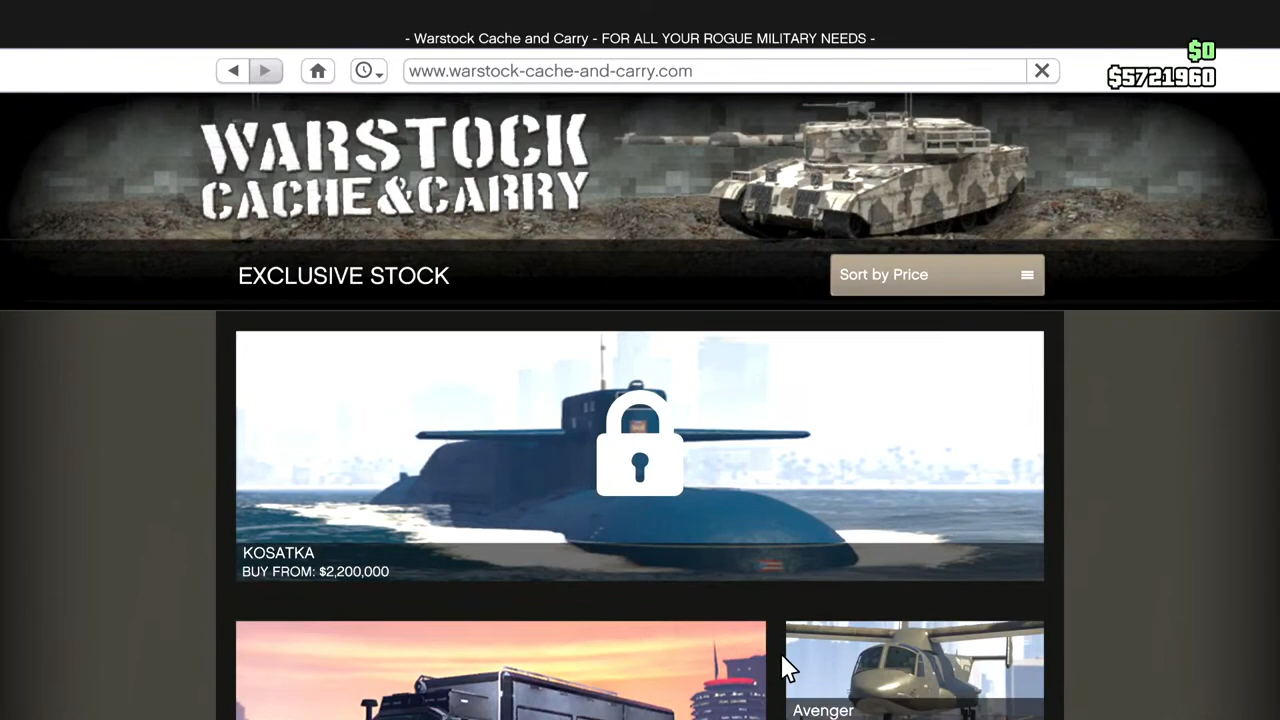 - Warstock Cache and Carry - FOR ALL YOUR ROGUE MILITARY NEEDS -
$0
www.warstock-cache-and-carry.com
$5721960
WARSTOCK
CACHE&CARRY
EXCLUSIVE STOCK
Sort by Price
KOSATKA
BUY FROM: $2,200,000
Avenger